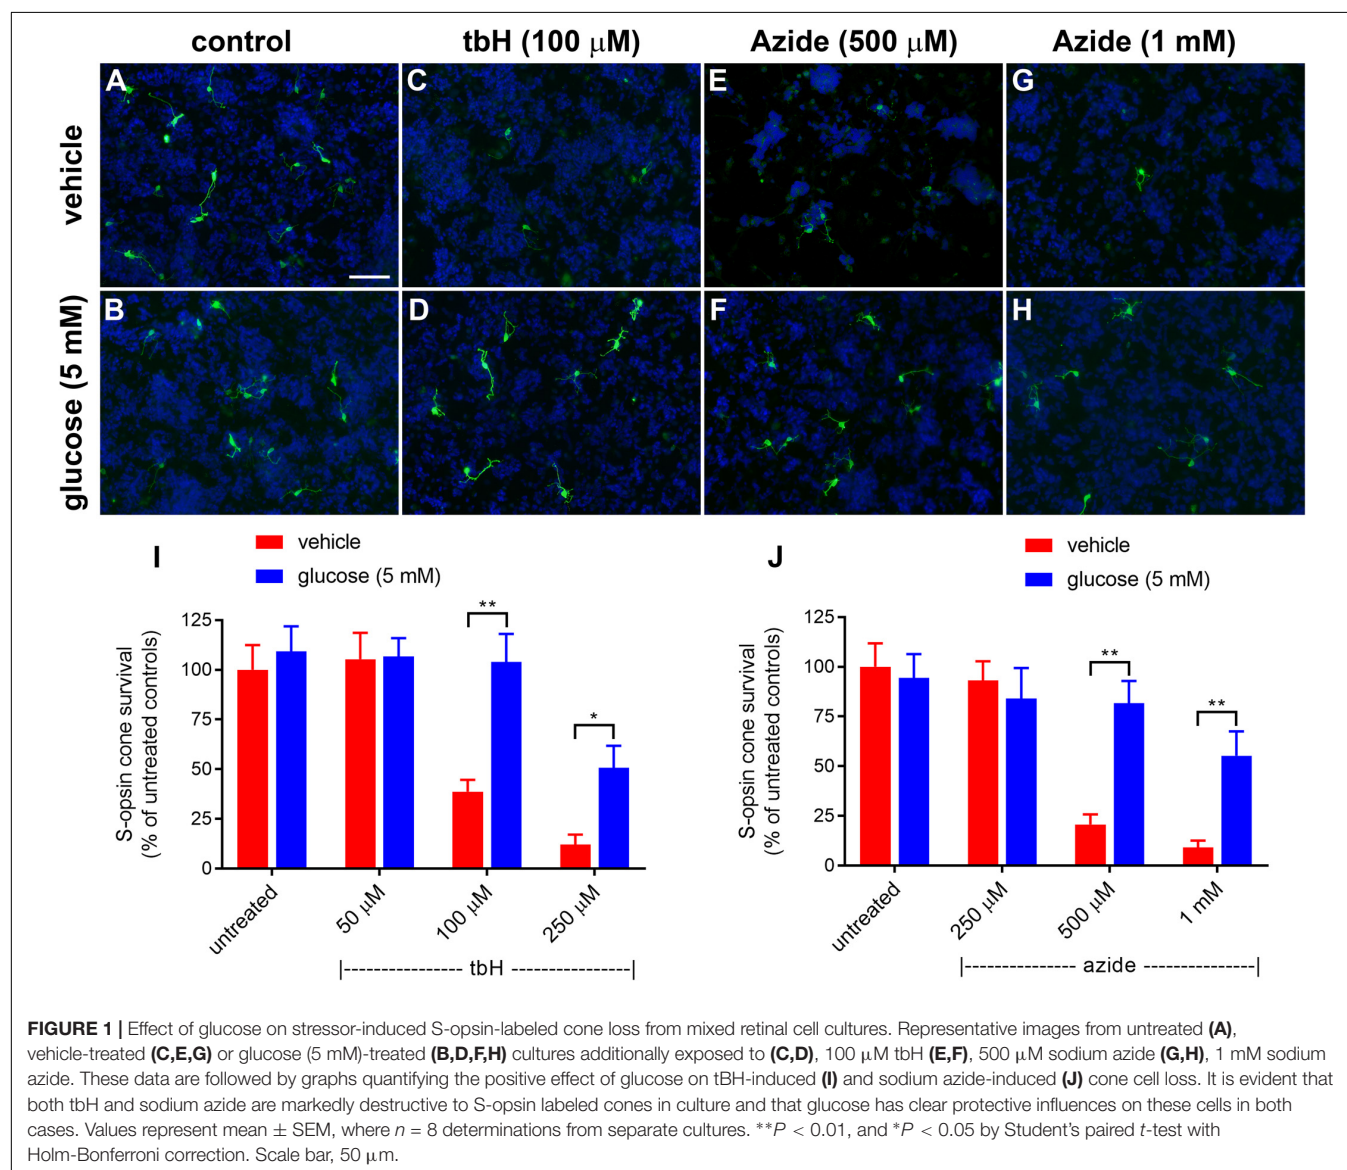 control tbH (100 μM) Azide (500 μM) Azide (1 mM)
vehicle
A C E G
glucose (5 mM)
B D F H
I
vehicle
glucose (5 mM)
S-opsin cone survival
(% of untreated controls)
125
100
75
50
25
0
** *
untreated 50 μM 100 μM 250 μM
|---------------- tbH ----------------|
J
vehicle
glucose (5 mM)
S-opsin cone survival
(% of untreated controls)
125
100
75
50
25
0
** **
untreated 250 μM 500 μM 1 mM
|---------------- azide ----------------|
FIGURE 1 | Effect of glucose on stressor-induced S-opsin-labeled cone loss from mixed retinal cell cultures. Representative images from untreated (A),
vehicle-treated (C,E,G) or glucose (5 mM)-treated (B,D,F,H) cultures additionally exposed to (C,D), 100 μM tbH (E,F), 500 μM sodium azide (G,H), 1 mM sodium
azide. These data are followed by graphs quantifying the positive effect of glucose on tBH-induced (I) and sodium azide-induced (J) cone cell loss. It is evident that
both tbH and sodium azide are markedly destructive to S-opsin labeled cones in culture and that glucose has clear protective influences on these cells in both
cases. Values represent mean ± SEM, where n = 8 determinations from separate cultures. **P < 0.01, and *P < 0.05 by Student's paired t-test with
Holm-Bonferroni correction. Scale bar, 50 μm.